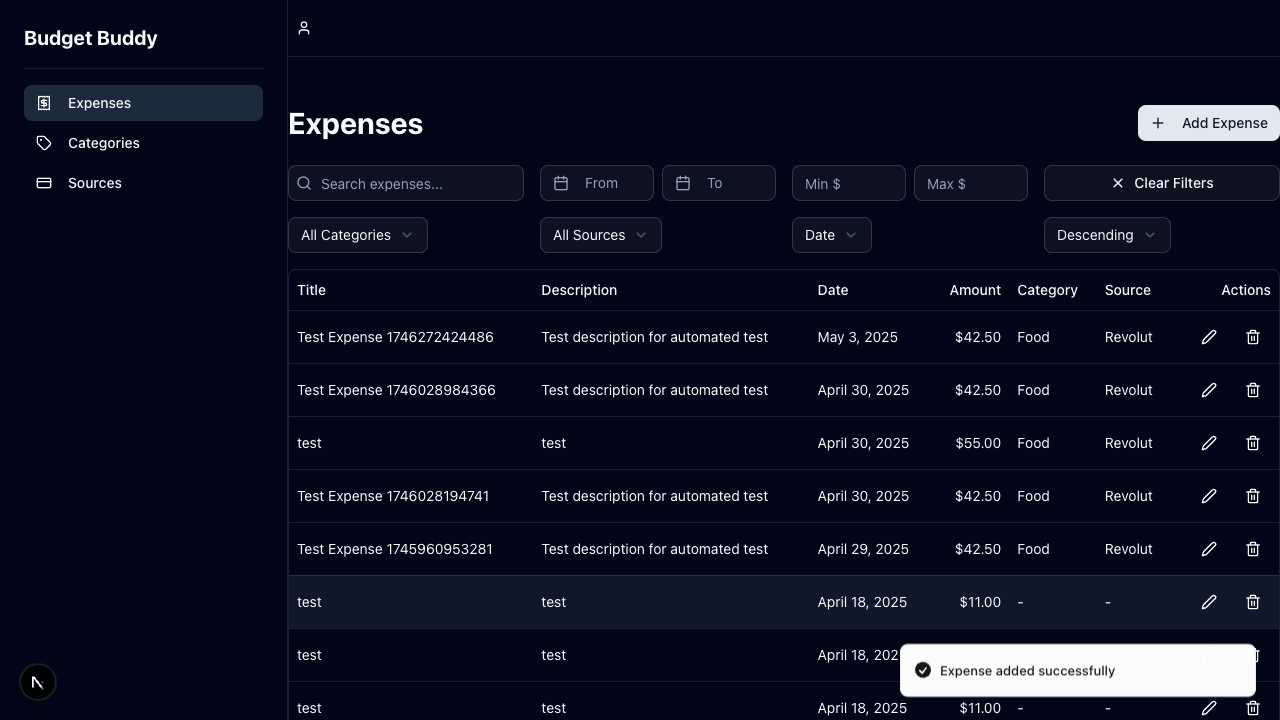 Budget Buddy
Expenses
Categories
Sources
Expenses
Add Expense
Search expenses...
From
To
Min $
Max $
Clear Filters
All Categories
All Sources
Date
Descending
Title Description Date Amount Category Source Actions
Test Expense 1746272424486 Test description for automated test May 3, 2025 $42.50 Food Revolut
Test Expense 1746028984366 Test description for automated test April 30, 2025 $42.50 Food Revolut
test test April 30, 2025 $55.00 Food Revolut
Test Expense 1746028194741 Test description for automated test April 30, 2025 $42.50 Food Revolut
Test Expense 1745960953281 Test description for automated test April 29, 2025 $42.50 Food Revolut
test test April 18, 2025 $11.00 - -
test test April 18, 202
Expense added successfully
test test April 18, 2025 $11.00 - -